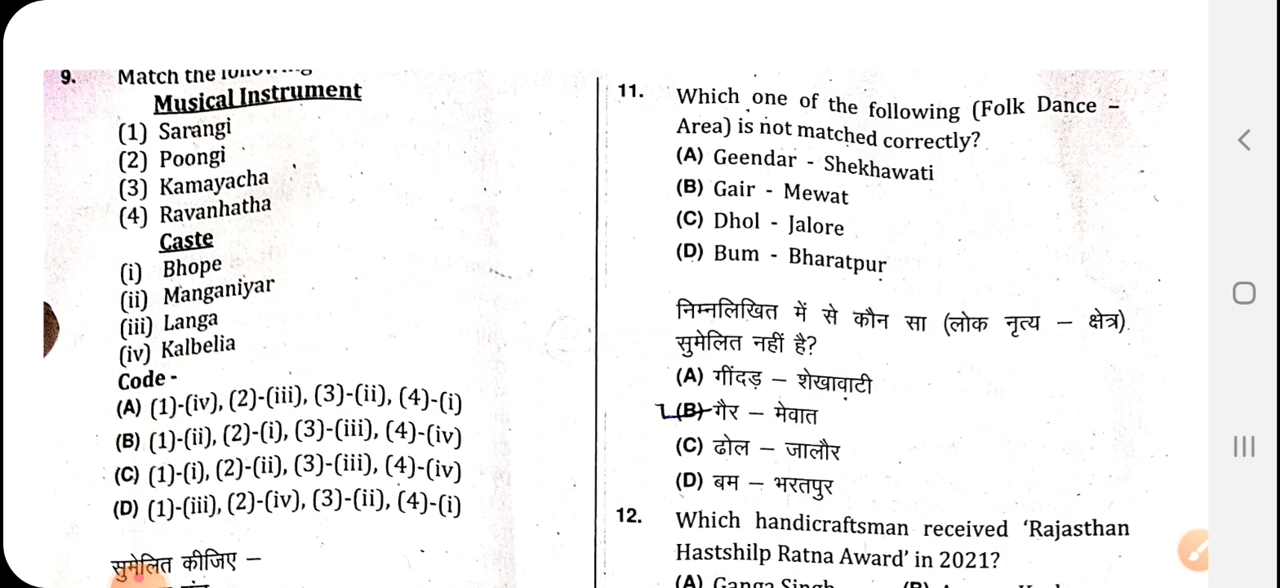 9. Match the following
Musical Instrument
(1) Sarangi
(2) Poongi
(3) Kamayacha
(4) Ravanhatha
Caste
(i) Bhope
(ii) Manganiyar
(iii) Langa
(iv) Kalbelia
Code -
(A) (1)-(iv), (2)-(iii), (3)-(ii), (4)-(i)
(B) (1)-(ii), (2)-(i), (3)-(iii), (4)-(iv)
(C) (1)-(i), (2)-(ii), (3)-(iii), (4)-(iv)
(D) (1)-(iii), (2)-(iv), (3)-(ii), (4)-(i)
सुमेलित कीजिए –
11. Which one of the following (Folk Dance –
Area) is not matched correctly?
(A) Geendar - Shekhawati
(B) Gair - Mewat
(C) Dhol - Jalore
(D) Bum - Bharatpur
निम्नलिखित में से कौन सा (लोक नृत्य – क्षेत्र)
सुमेलित नहीं है?
(A) गींदड़ – शेखावाटी
(B) गैर – मेवात
(C) ढोल – जालौर
(D) बम – भरतपुर
12. Which handicraftsman received ‘Rajasthan
Hastshilp Ratna Award’ in 2021?
(A) Ganga Singh (B)